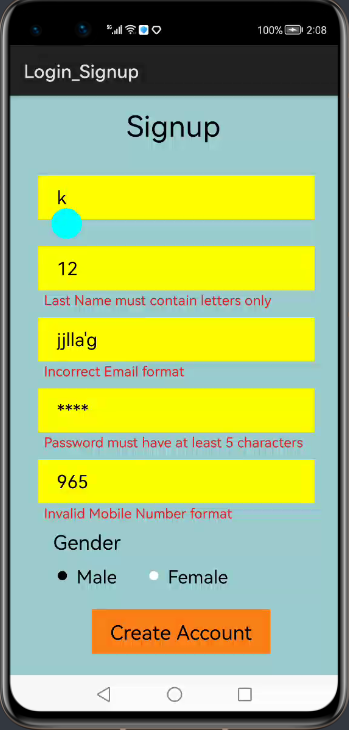 5G 100% 2:08
Login_Signup
Signup
k
12
Last Name must contain letters only
jjlla'g
Incorrect Email format
****
Password must have at least 5 characters
965
Invalid Mobile Number format
Gender
Male Female
Create Account